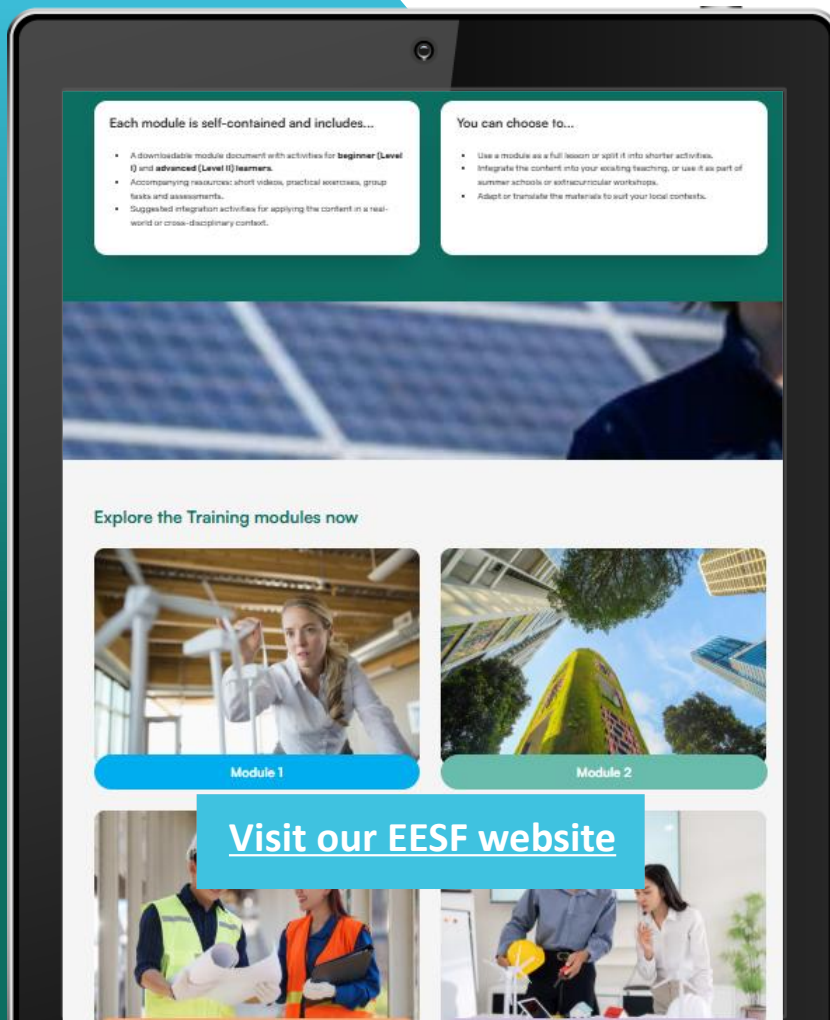 Each module is self-contained and includes...
• A downloadable module document with activities for beginner (Level
I) and advanced (Level II) learners.
• Accompanying resources: short videos, practical exercises, group
tasks and assessments.
• Suggested integration activities for applying the content in a real-
world or cross-disciplinary context.
You can choose to...
• Use a module as a full lesson or split it into shorter activities.
• Integrate the content into your existing teaching, or use it as part of
summer schools or extracurricular workshops.
• Adapt or translate the materials to suit your local contexts.
Explore the Training modules now
Module 1
Module 2
Visit our EESF website